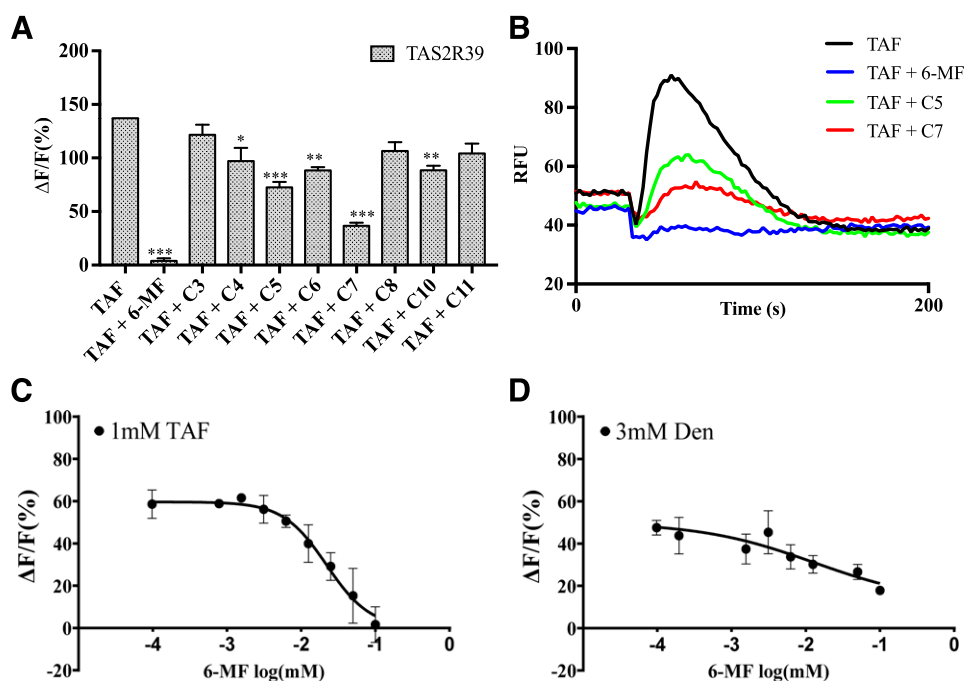 A
TAS2R39
ΔF/F(%)
200
150
100
50
0
***
*
***
**
***
**
TAF
TAF + 6-MF
TAF + C3
TAF + C4
TAF + C5
TAF + C6
TAF + C7
TAF + C8
TAF + C10
TAF + C11
B
TAF
TAF + 6-MF
TAF + C5
TAF + C7
RFU
100
80
60
40
20
0
200
Time (s)
C
1mM TAF
ΔF/F(%)
100
80
60
40
20
0
-20
-4
-3
-2
-1
0
6-MF log(mM)
D
3mM Den
ΔF/F(%)
100
80
60
40
20
0
-20
-4
-3
-2
-1
0
6-MF log(mM)